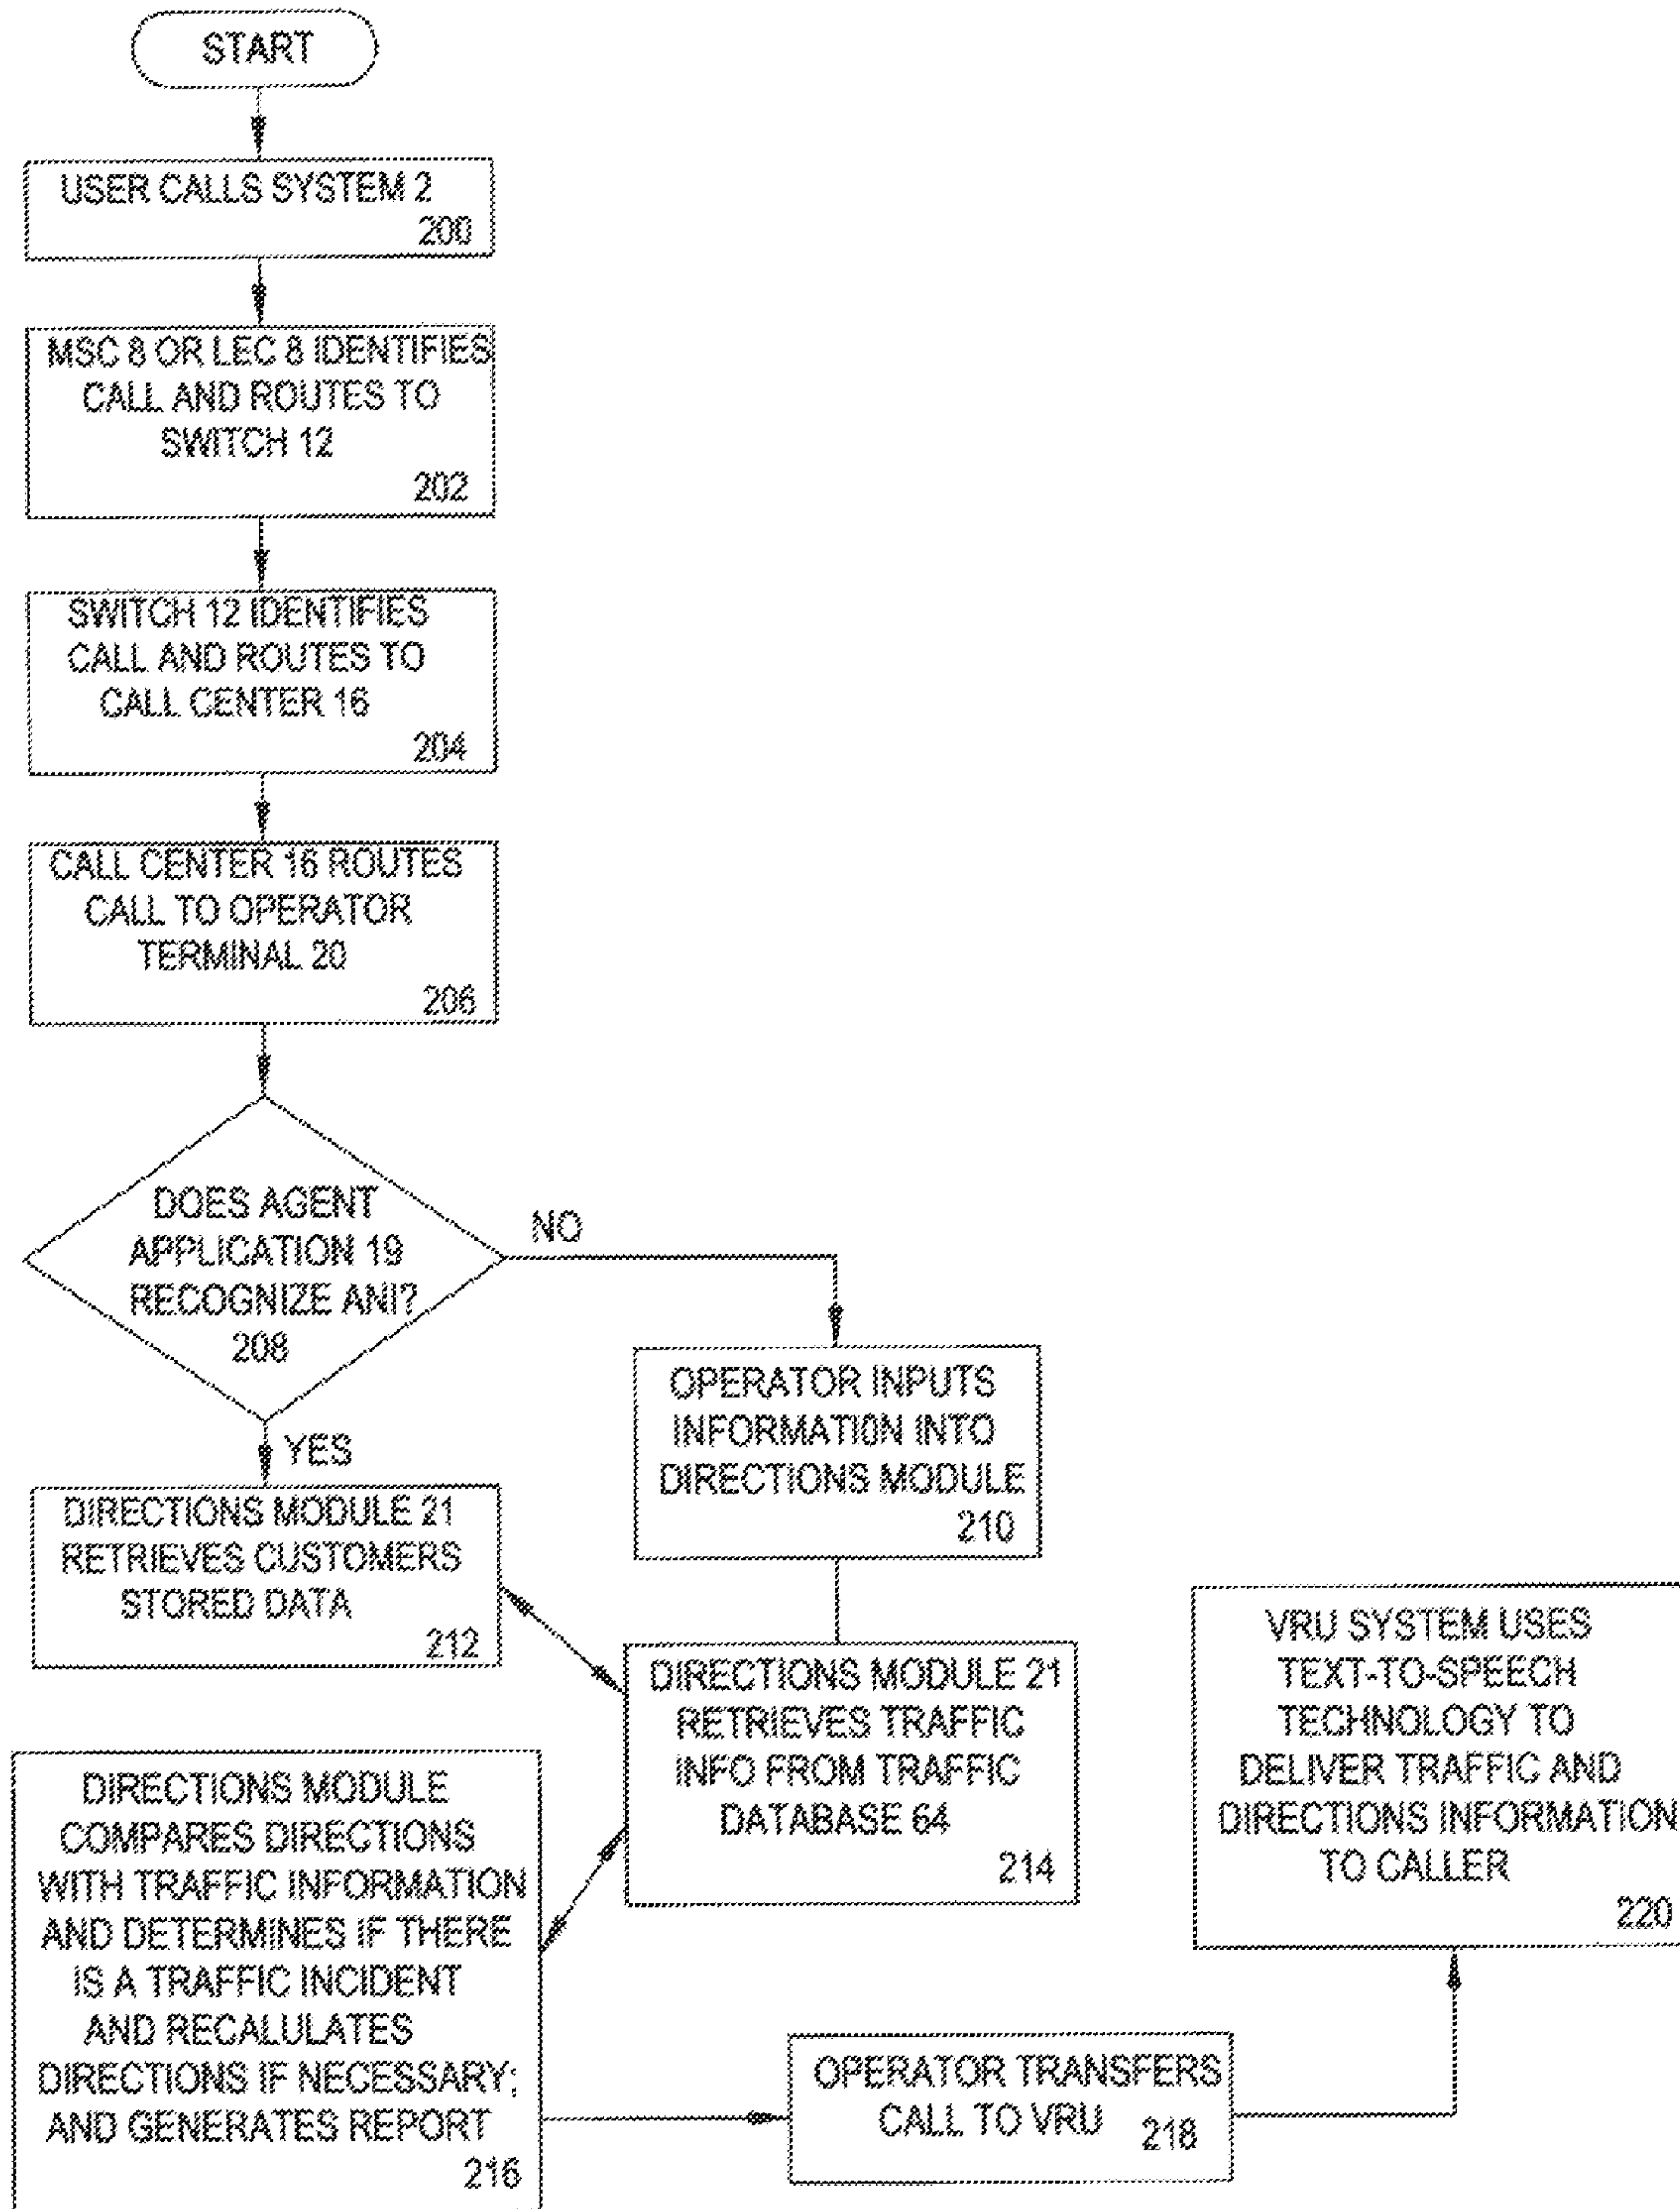 START
USER CALLS SYSTEM 2
200
MSC 8 OR LEC 8 IDENTIFIES
CALL AND ROUTES TO
SWITCH 12
202
SWITCH 12 IDENTIFIES
CALL AND ROUTES TO
CALL CENTER 16
204
CALL CENTER 16 ROUTES
CALL TO OPERATOR
TERMINAL 20
206
DOES AGENT
APPLICATION 19
RECOGNIZE ANI?
208
NO
YES
OPERATOR INPUTS
INFORMATION INTO
DIRECTIONS MODULE
210
DIRECTIONS MODULE 21
RETRIEVES CUSTOMERS
STORED DATA
212
DIRECTIONS MODULE 21
RETRIEVES TRAFFIC
INFO FROM TRAFFIC
DATABASE 64
214
DIRECTIONS MODULE
COMPARES DIRECTIONS
WITH TRAFFIC INFORMATION
AND DETERMINES IF THERE
IS A TRAFFIC INCIDENT
AND RECALULATES
DIRECTIONS IF NECESSARY;
AND GENERATES REPORT
216
OPERATOR TRANSFERS
CALL TO VRU
218
VRU SYSTEM USES
TEXT-TO-SPEECH
TECHNOLOGY TO
DELIVER TRAFFIC AND
DIRECTIONS INFORMATION
TO CALLER
220